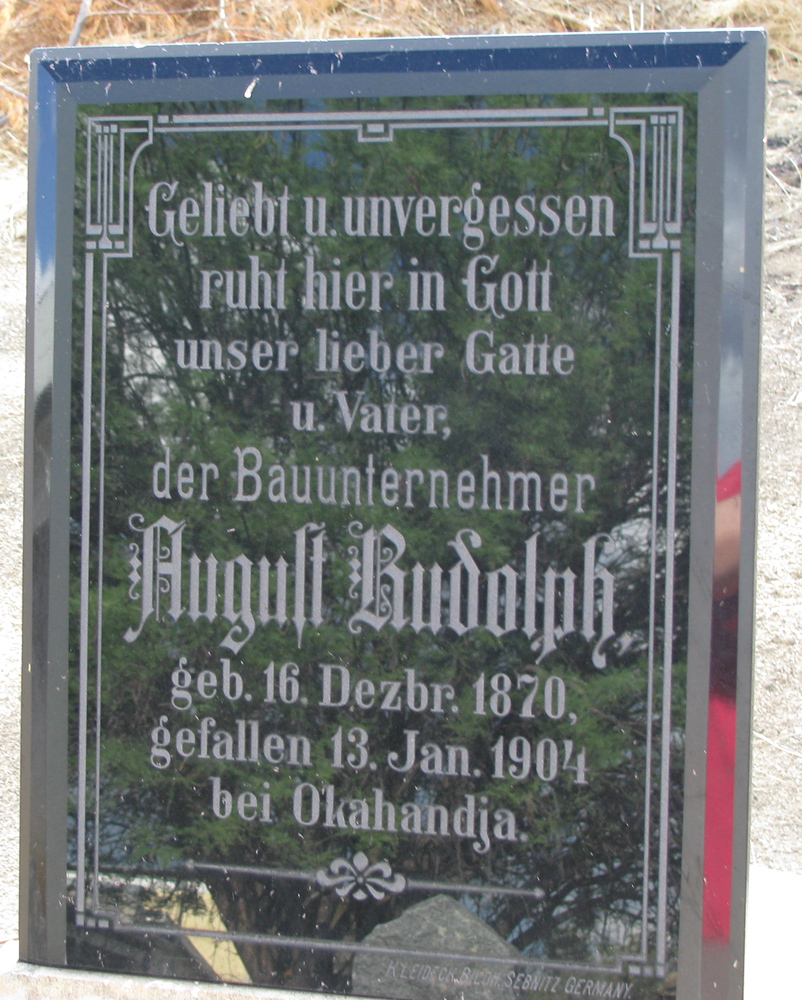 Geliebt u. unvergessen
ruht hier in Gott
unser lieber Gatte
u. Vater,
der Bauunternehmer
August Rudolph,
geb. 16. Dezbr. 1870,
gefallen 13. Jan. 1904
bei Okahandja.
SEBNITZ GERMANY.